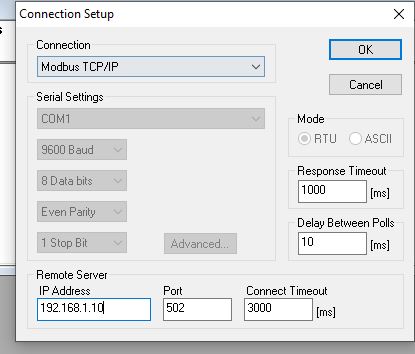 Connection Setup
Connection
Modbus TCP/IP
OK
Cancel
Serial Settings
COM1
9600 Baud
8 Data bits
Even Parity
1 Stop Bit
Advanced...
Mode
RTU
ASCII
Response Timeout
1000 [ms]
Delay Between Polls
10 [ms]
Remote Server
IP Address Port Connect Timeout
192.168.1.10 502 3000 [ms]